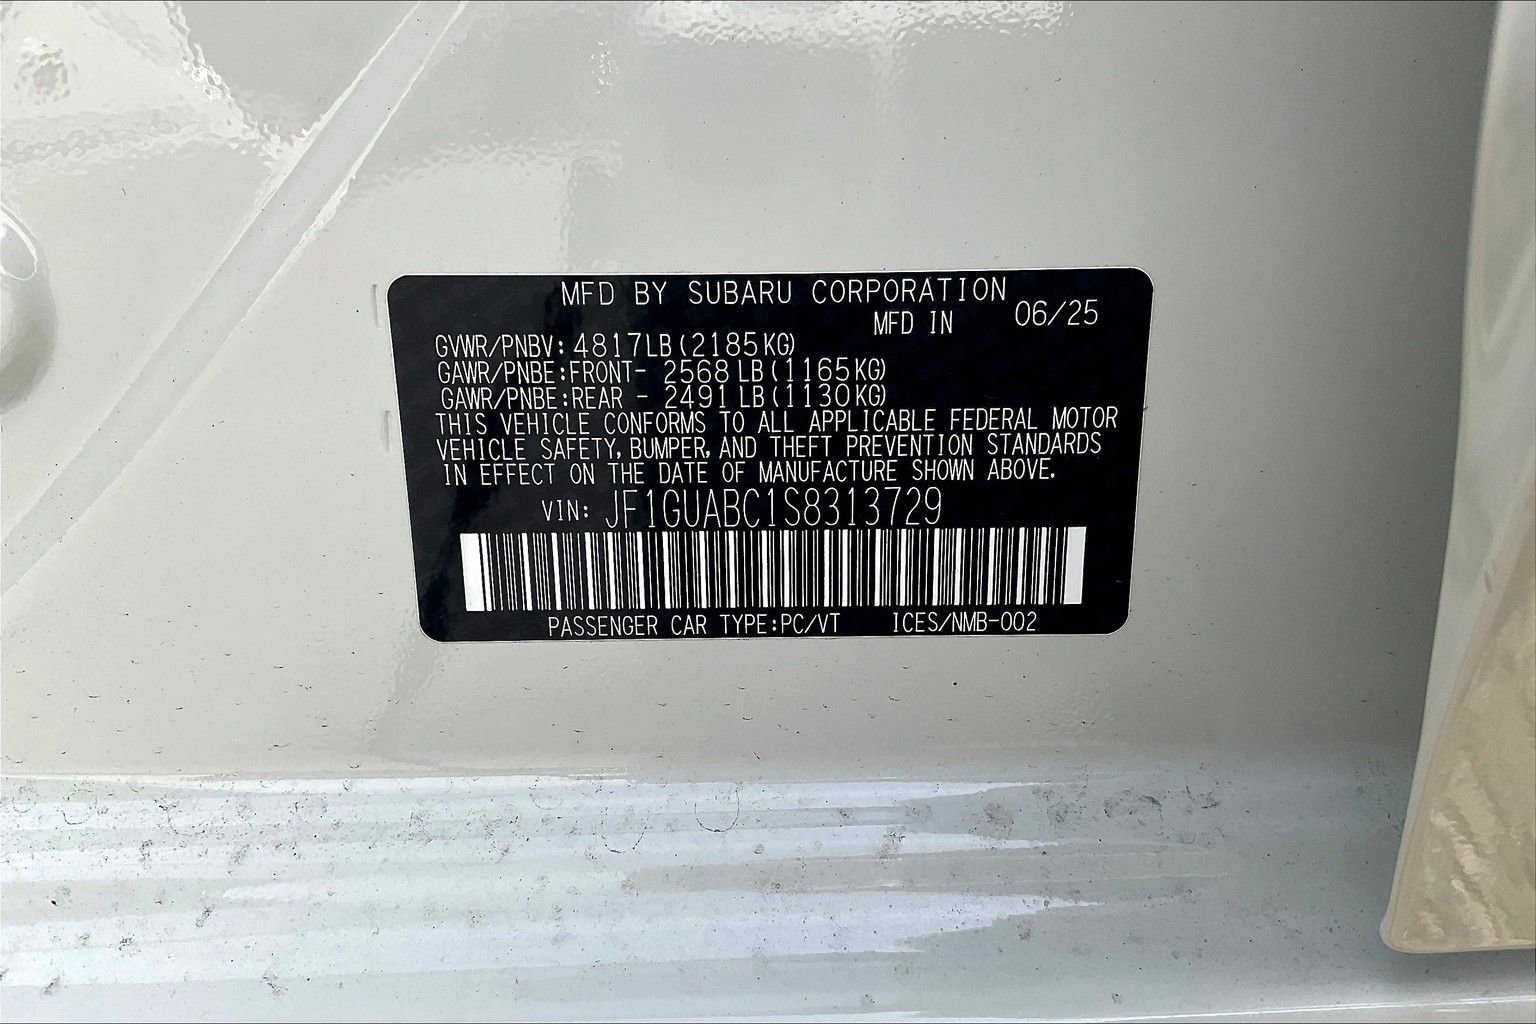 MFD BY SUBARU CORPORATION
MFD IN 06/25
GVWR/PNBV: 4817LB(2185KG)
GAWR/PNBE:FRONT- 2568 LB(1165KG)
GAWR/PNBE:REAR - 2491 LB(1130KG)
THIS VEHICLE CONFORMS TO ALL APPLICABLE FEDERAL MOTOR
VEHICLE SAFETY, BUMPER, AND THEFT PREVENTION STANDARDS
IN EFFECT ON THE DATE OF MANUFACTURE SHOWN ABOVE.
VIN: JF1GUABC1S8313729
PASSENGER CAR TYPE:PC/VT ICES/NMB-002